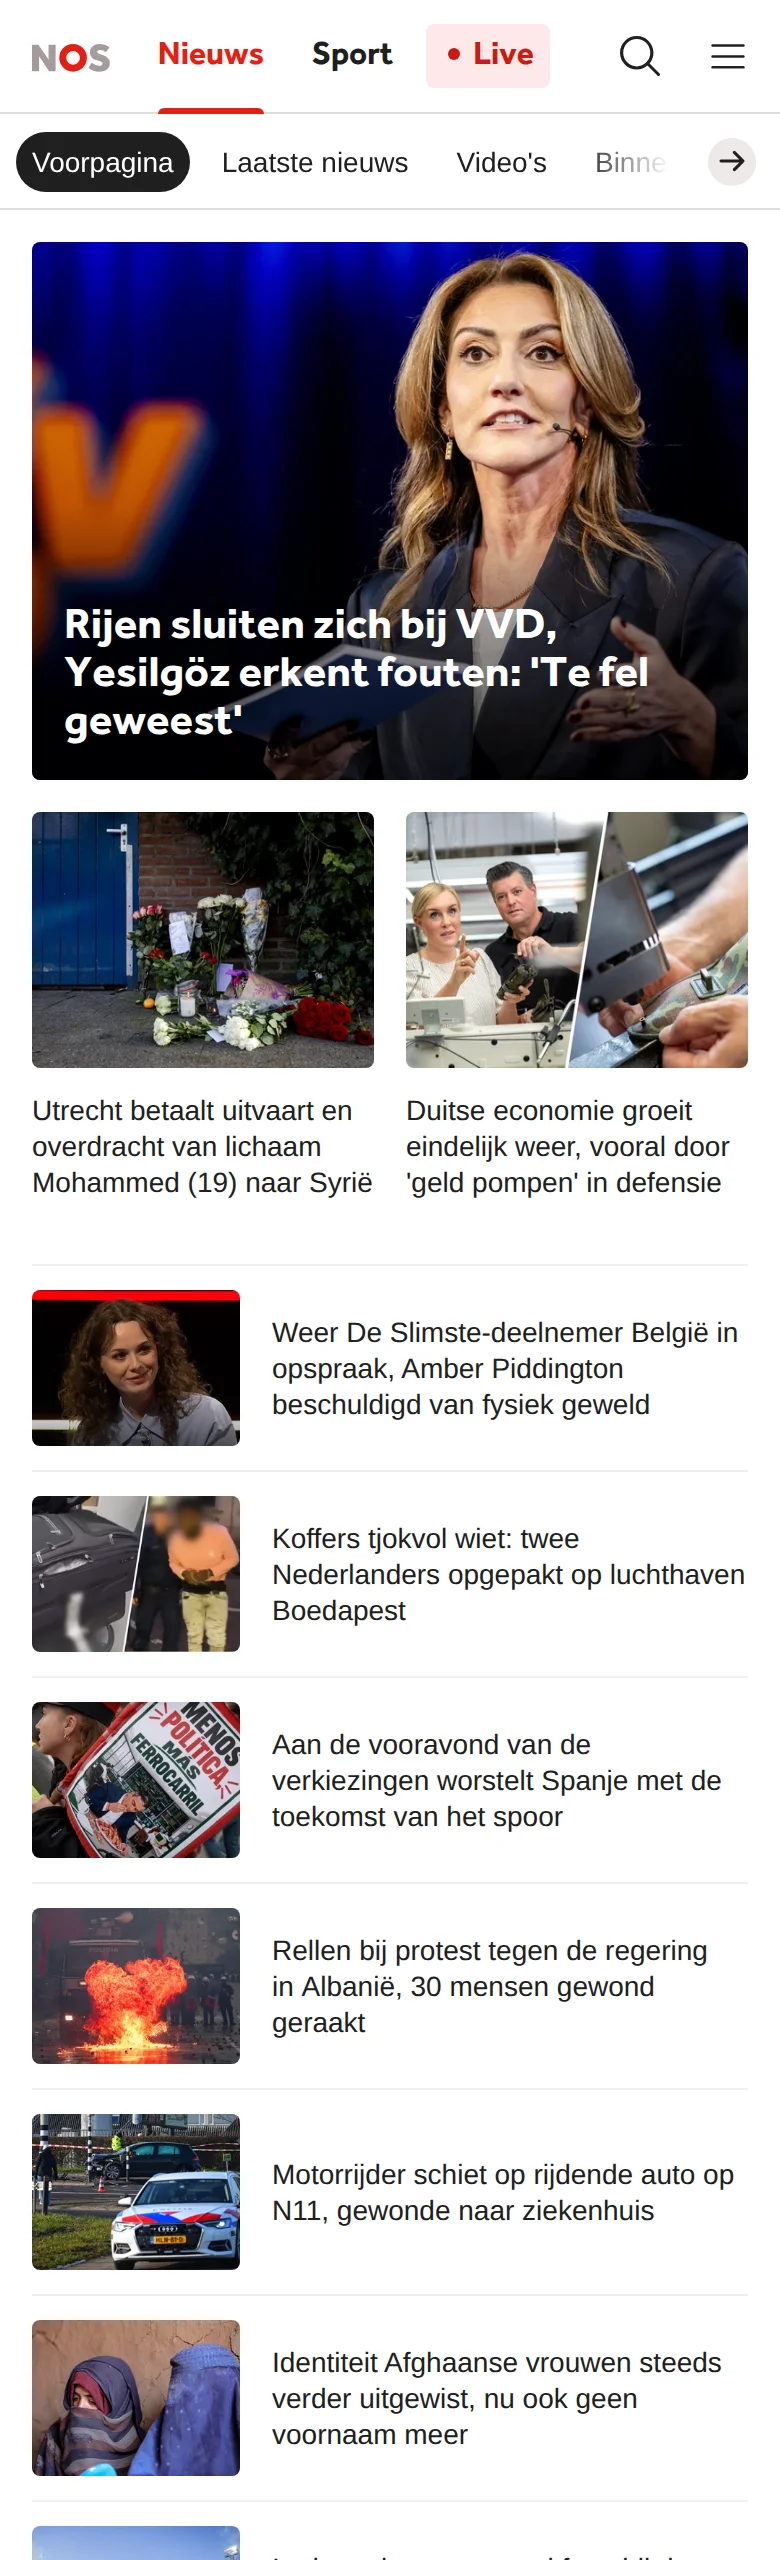 NOS
Nieuws
Sport
Live
Voorpagina
Laatste nieuws
Video's
Binne
Rijen sluiten zich bij VVD,
Yesilgöz erkent fouten: 'Te fel
geweest'
Utrecht betaalt uitvaart en
overdracht van lichaam
Mohammed (19) naar Syrië
Duitse economie groeit
eindelijk weer, vooral door
'geld pompen' in defensie
Weer De Slimste-deelnemer België in
opspraak, Amber Piddington
beschuldigd van fysiek geweld
Koffers tjokvol wiet: twee
Nederlanders opgepakt op luchthaven
Boedapest
MENOS
POLÍTICA,
MÁS
FERROCARRIL
Aan de vooravond van de
verkiezingen worstelt Spanje met de
toekomst van het spoor
Rellen bij protest tegen de regering
in Albanië, 30 mensen gewond
geraakt
Motorrijder schiet op rijdende auto op
N11, gewonde naar ziekenhuis
Identiteit Afghaanse vrouwen steeds
verder uitgewist, nu ook geen
voornaam meer